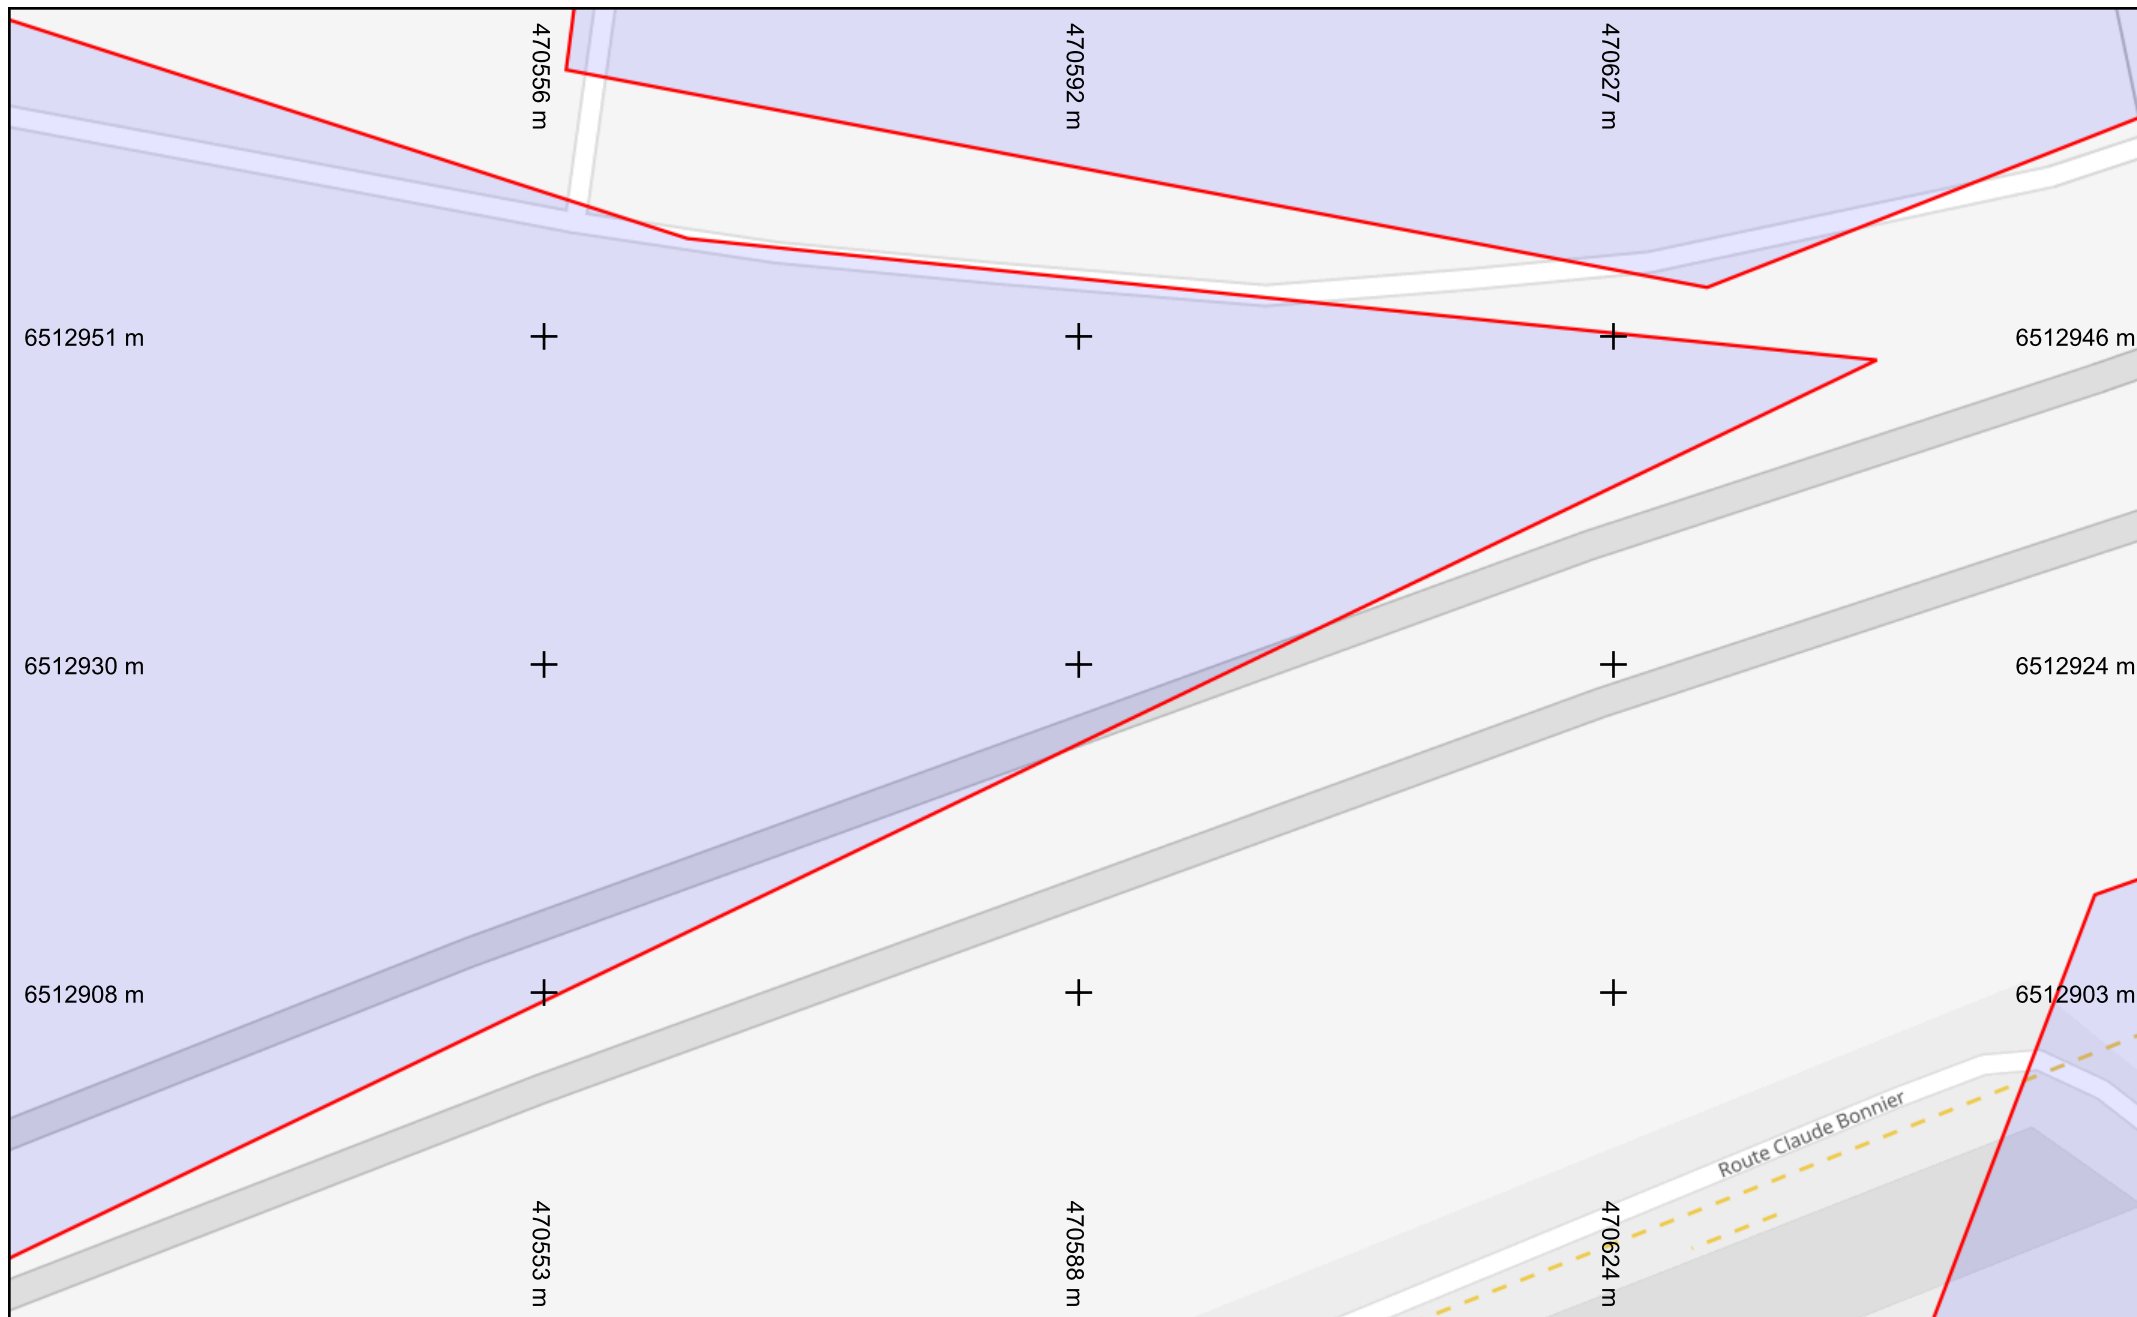 470556 m
470592 m
470627 m
6512951 m
6512946 m
6512930 m
6512924 m
6512908 m
6512903 m
Route Claude Bonnier
470553 m
470588 m
470624 m